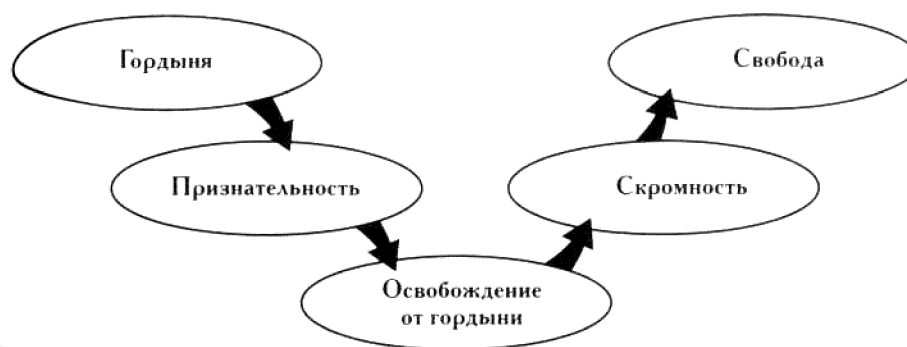 Гордыня
Свобода
Признательность
Скромность
Освобождение
от гордыни